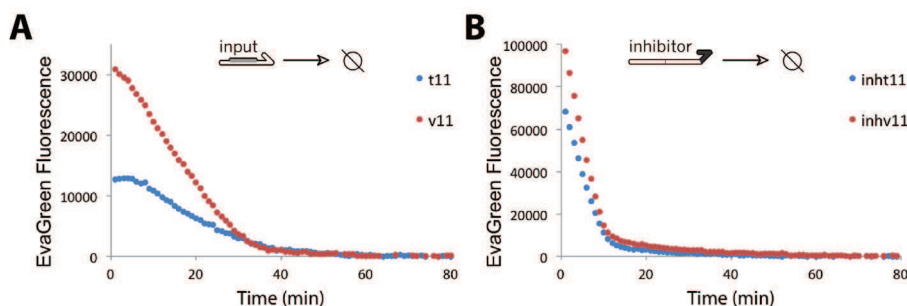 A
EvaGreen Fluorescence
30000
20000
10000
0
0
20
40
60
80
Time (min)
input
t11
v11
B
EvaGreen Fluorescence
100000
80000
60000
40000
20000
0
0
20
40
60
80
Time (min)
inhibitor
inht11
inhv11